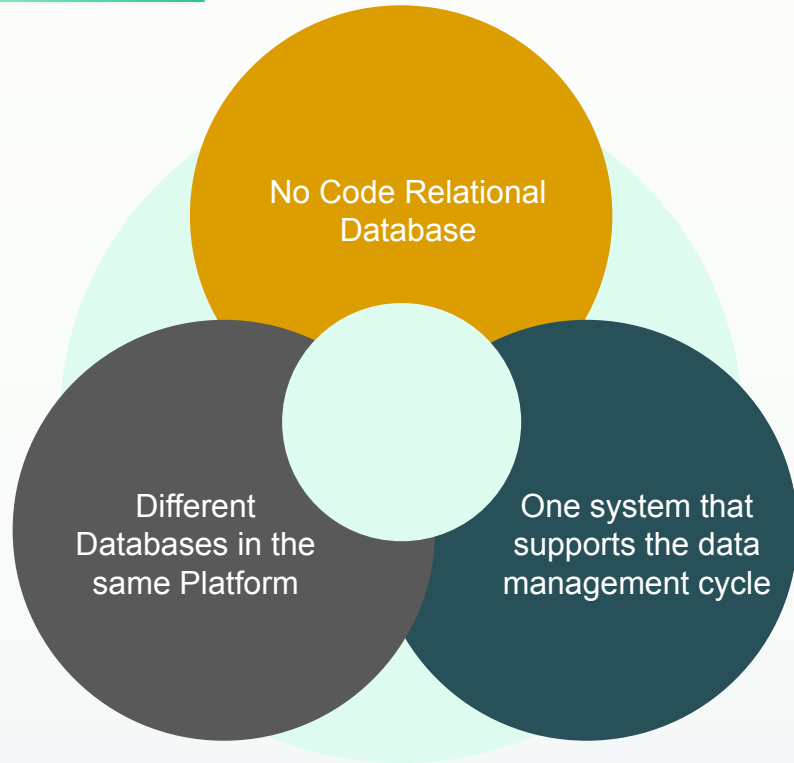 No Code Relational
Database
Different
Databases in the
same Platform
One system that
supports the data
management cycle